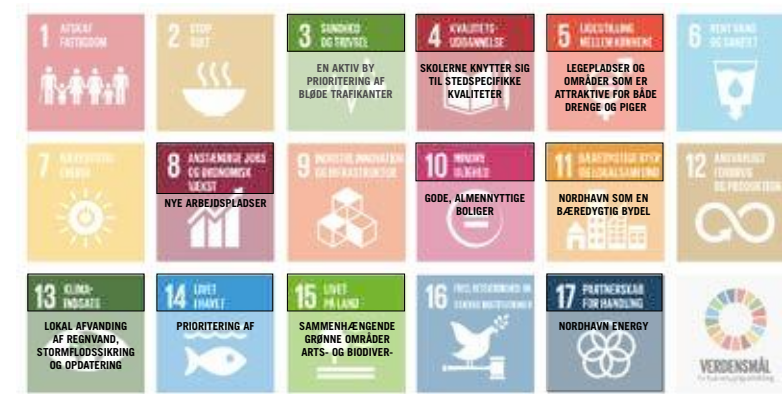 1 AFSKAF
FATTIGDOM
2 STOP
SULT
3 SUNDHED
OG TRIVSEL
EN AKTIV BY
PRIORITERING AF
BLØDE TRAFIKANTER
4 KVALITETS-
UDDANNELSE
SKOLERNE KNYTTER SIG
TIL STEDSPECIFIKKE
KVALITETER
5 LIGESTILLING
MELLEM KØNNENE
LEGEPLADSER OG
OMRÅDER SOM ER
ATTRAKTIVE FOR BÅDE
DRENGE OG PIGER
6 RENT VAND
OG SANITET
7 BÆREDYGTIG
ENERGI
8 ANSTÆNDIGE JOBS
OG ØKONOMISK
VÆKST
NYE ARBEJDSPLADSER
9 INDUSTRI, INNOVATION
OG INFRASTRUKTUR
10 MINDRE
ULIGHED
GODE, ALMENNYTTIGE
BOLIGER
11 BÆREDYGTIGE BYER
OG LOKALSAMFUND
NORDHAVN SOM EN
BÆREDYGTIG BYDEL
12 ANSVARLIGT
FORBRUG
OG PRODUKTION
13 KLIMA-
INDSATS
LOKAL AFVANDING
AF REGNVAND,
STORMFLODSSIKRING
OG OPDATERING
14 LIVET
I HAVET
PRIORITERING AF
15 LIVET
PÅ LAND
SAMMENHÆNGENDE
GRØNNE OMRÅDER
ARTS- OG BIODIVER-
16 FRED, RETFÆRDIGHED OG
STÆRKE INSTITUTIONER
17 PARTNERSKAB
FOR HANDLING
NORDHAVN ENERGY
VERDENSMÅL